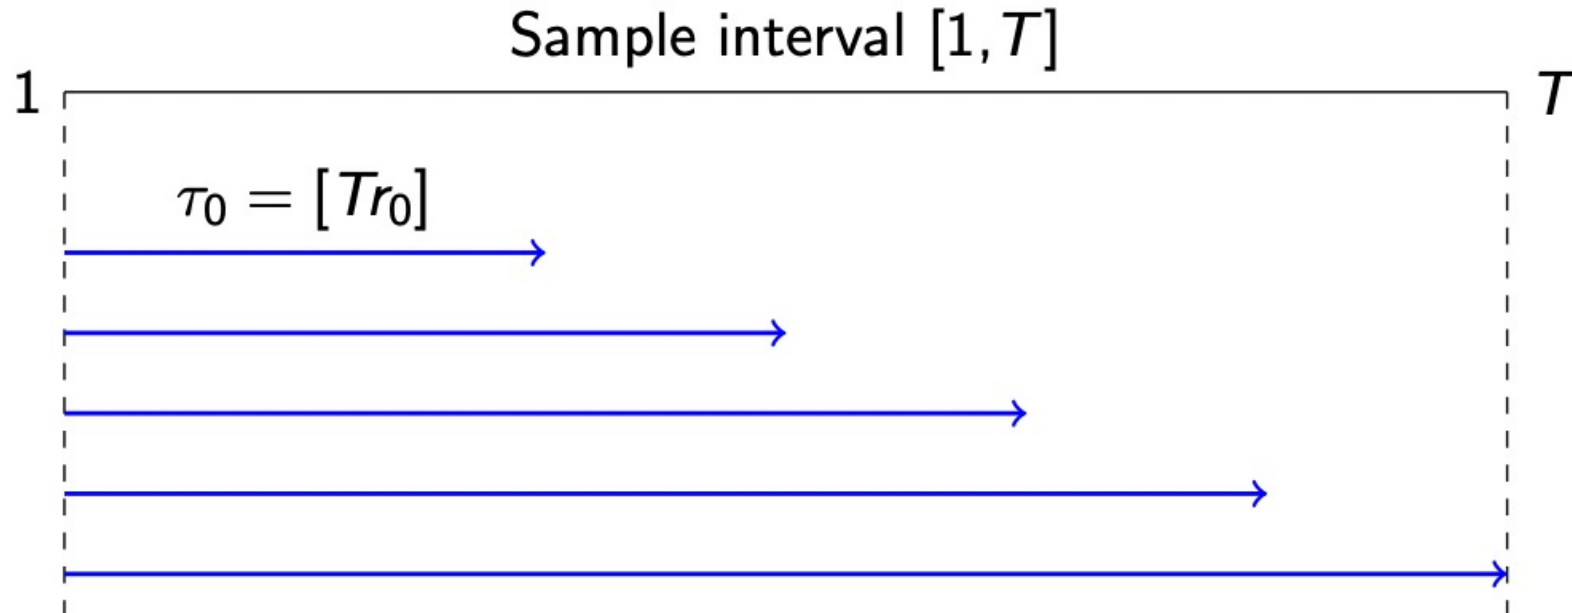 Sample interval [1, T]
1
T
τ₀ = [Tr₀]